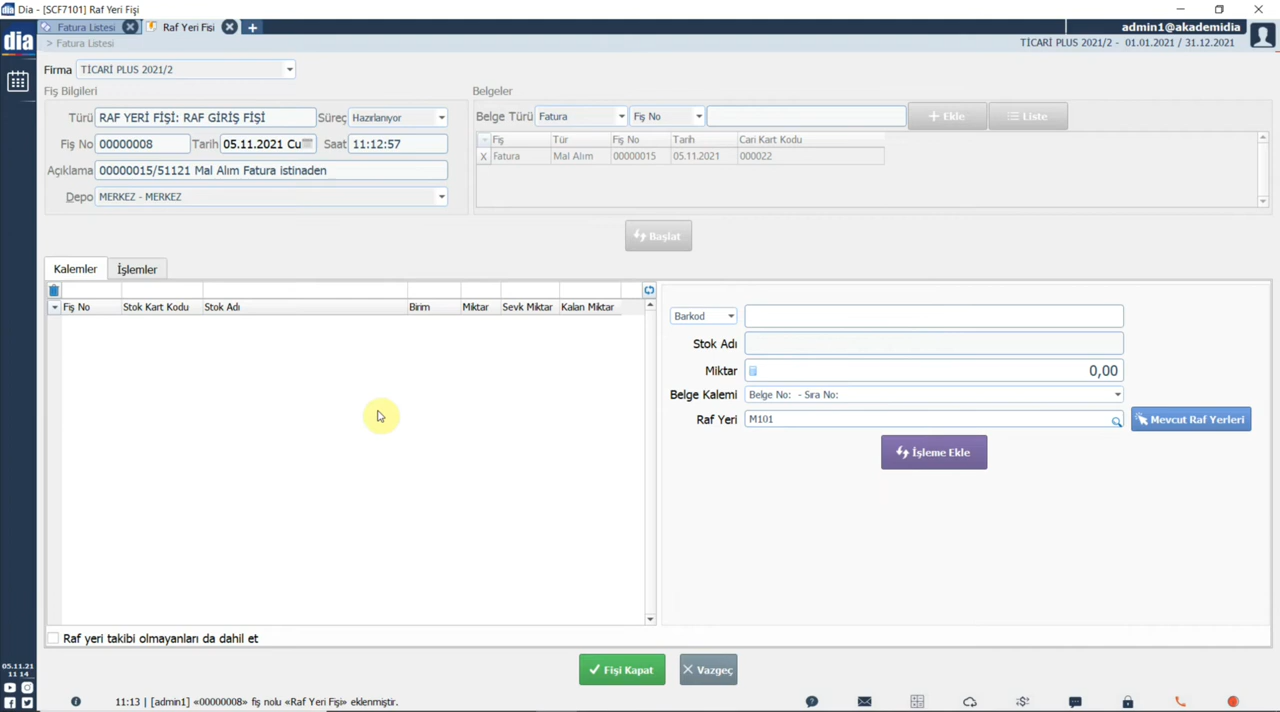 Dia - [SCF7101] Raf Yeri Fişi
Fatura Listesi
Raf Yeri Fişi
admin1@akademidia
dia
> Fatura Listesi
TİCARİ PLUS 2021/2 - 01.01.2021 / 31.12.2021
Firma TİCARİ PLUS 2021/2
Fiş Bilgileri
Türü RAF YERİ FİŞİ: RAF GİRİŞ FİŞİ Süreç Hazırlanıyor
Fiş No 00000008 Tarih 05.11.2021 Cu Saat 11:12:57
Açıklama 00000015/51121 Mal Alım Fatura istinaden
Depo MERKEZ - MERKEZ
Belgeler
Belge Türü Fatura Fiş No Ekle Liste
Fiş Tür Fiş No Tarih Cari Kart Kodu
X Fatura Mal Alım 00000015 05.11.2021 000022
Başlat
Kalemler İşlemler
Fiş No Stok Kart Kodu Stok Adı Birim Miktar Sevk Miktar Kalan Miktar
Barkod
Stok Adı
Miktar 0,00
Belge Kalemi Belge No: - Sıra No:
Raf Yeri M101 Mevcut Raf Yerleri
İşleme Ekle
Raf yeri takibi olmayanları da dahil et
Fişi Kapat Vazgeç
05.11.21
11 14
11:13 | [admin1] «00000008» fiş nolu «Raf Yeri Fişi» eklenmiştir.